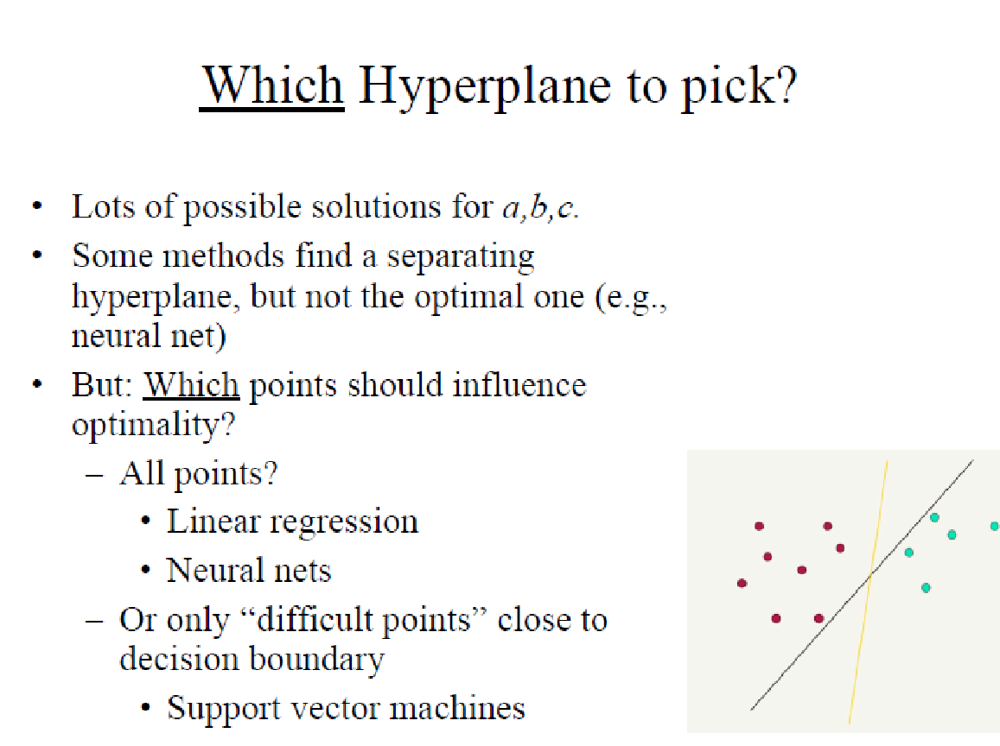 Which Hyperplane to pick?
• Lots of possible solutions for a,b,c.
• Some methods find a separating
hyperplane, but not the optimal one (e.g.,
neural net)
• But: Which points should influence
optimality?
– All points?
• Linear regression
• Neural nets
– Or only “difficult points” close to
decision boundary
• Support vector machines